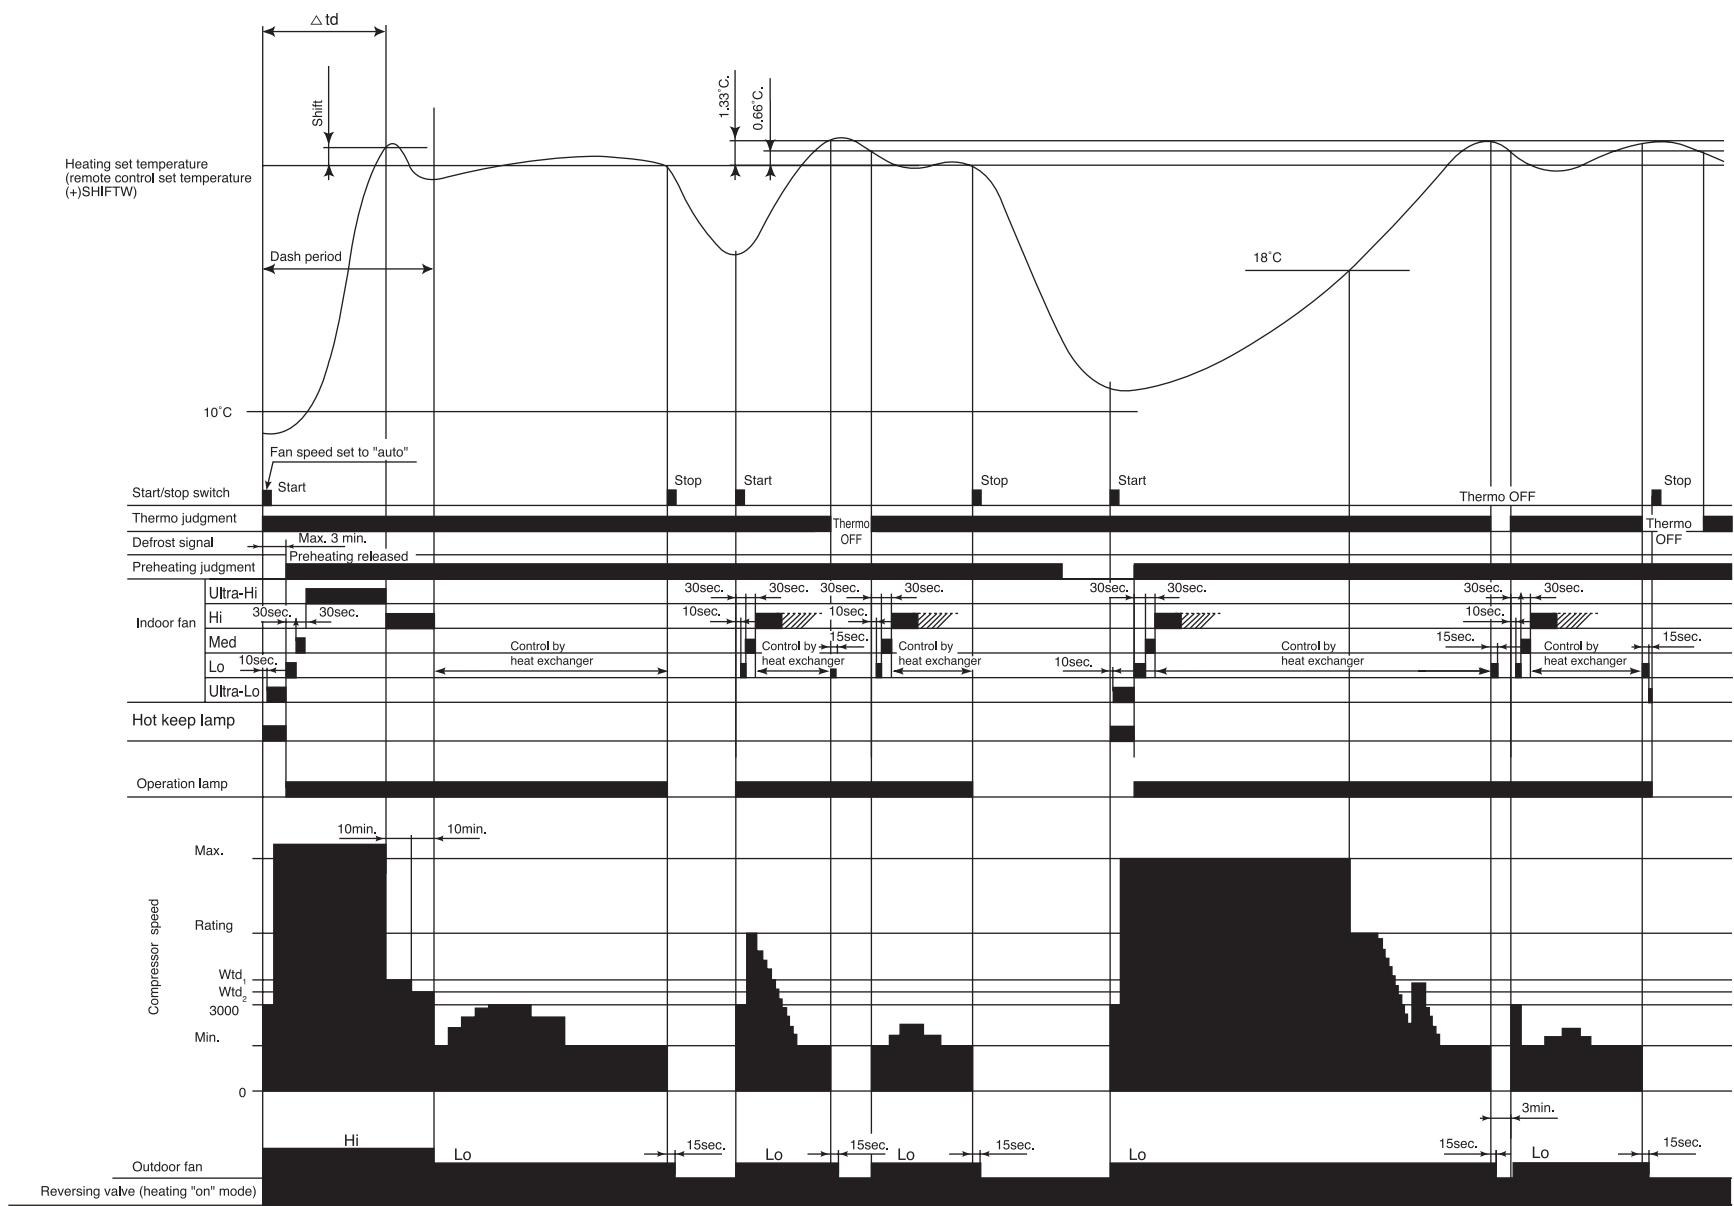 △ td
Shift
1.33°C.
0.66°C.
Heating set temperature
(remote control set temperature
(+)SHIFTW)
Dash period
18°C
10°C
Fan speed set to "auto"
Start/stop switch
Start
Stop
Start
Stop
Start
Thermo OFF
Stop
Thermo judgment
Thermo
OFF
Thermo
OFF
Defrost signal
Max. 3 min.
Preheating released
Preheating judgment
Indoor fan
Ultra-Hi
30sec.
30sec.
30sec.
30sec.
30sec.
30sec.
30sec.
30sec.
Hi
30sec.
30sec.
10sec.
10sec.
10sec.
Med
Control by
heat exchanger
Control by
heat exchanger
15sec.
Control by
heat exchanger
Control by
heat exchanger
15sec.
Control by
heat exchanger
15sec.
Lo
10sec.
10sec.
Ultra-Lo
Hot keep lamp
Operation lamp
10min.
10min.
Compressor speed
Max.
Rating
Wtd1
Wtd2
3000
Min.
0
3min.
Hi
Lo
15sec.
Lo
15sec.
Lo
15sec.
Lo
15sec.
Lo
15sec.
Outdoor fan
Reversing valve (heating "on" mode)